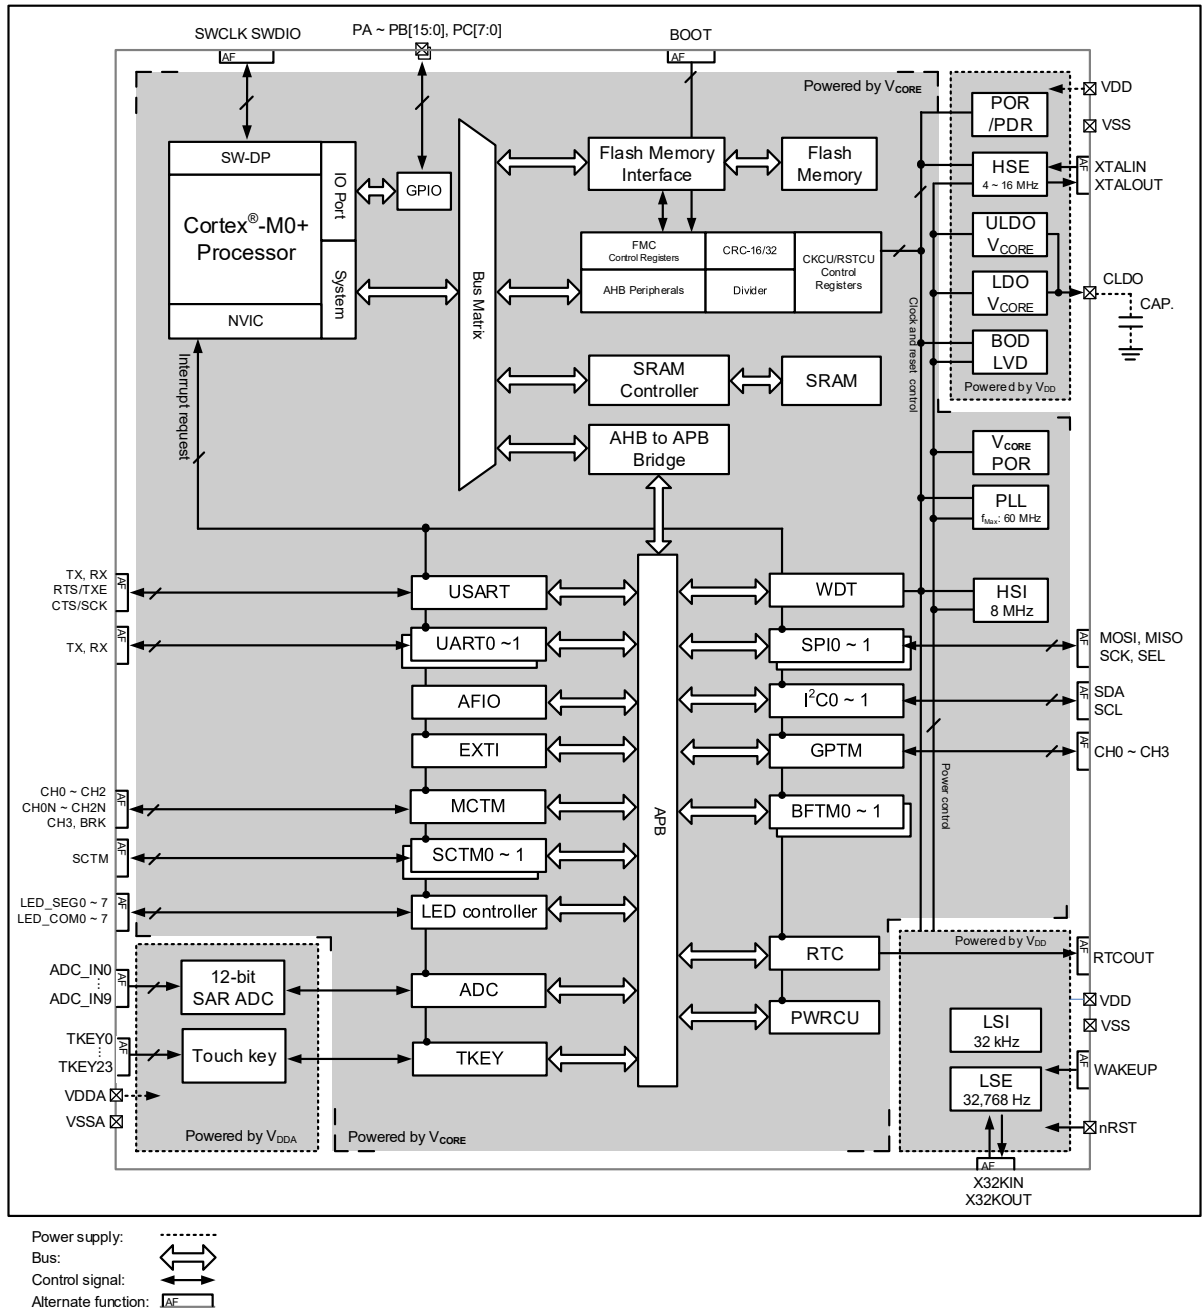 SWCLK SWDIO
PA ~ PB[15:0], PC[7:0]
BOOT
AF
AF
Powered by VCORE
POR
/PDR
VDD
VSS
SW-DP
Cortex®-M0+
Processor
NVIC
IO Port
System
GPIO
Bus Matrix
Flash Memory
Interface
Flash
Memory
HSE
4 ~ 16 MHz
AF
XTALIN
XTALOUT
FMC
Control Registers
CRC-16/32
CKCU/RSTCU
Control
Registers
AHB Peripherals
Divider
ULDO
VCORE
LDO
VCORE
CLDO
CAP.
BOD
LVD
Powered by VDD
Interrupt request
SRAM
Controller
SRAM
Clock and reset control
AHB to APB
Bridge
VCORE
POR
PLL
fMax: 60 MHz
HSI
8 MHz
TX, RX
RTS/TXE
CTS/SCK
AF
USART
WDT
TX, RX
AF
UART0 ~1
SPI0 ~ 1
AF
MOSI, MISO
SCK, SEL
AFIO
I2C0 ~ 1
AF
SDA
SCL
EXTI
GPTM
AF
CH0 ~ CH3
Power control
APB
CH0 ~ CH2
CH0N ~ CH2N
CH3, BRK
AF
MCTM
BFTM0 ~ 1
SCTM
AF
SCTM0 ~ 1
LED_SEG0 ~ 7
LED_COM0 ~ 7
AF
LED controller
Powered by VDD
RTC
AF
RTCOUT
ADC_IN0
ADC_IN9
AF
12-bit
SAR ADC
ADC
PWRCU
VDD
VSS
LSI
32 kHz
TKEY0
TKEY23
AF
Touch key
TKEY
LSE
32,768 Hz
AF
WAKEUP
VDDA
VSSA
Powered by VDDA
Powered by VCORE
nRST
AF
X32KIN
X32KOUT
Power supply:
Bus:
Control signal:
Alternate function:
AF